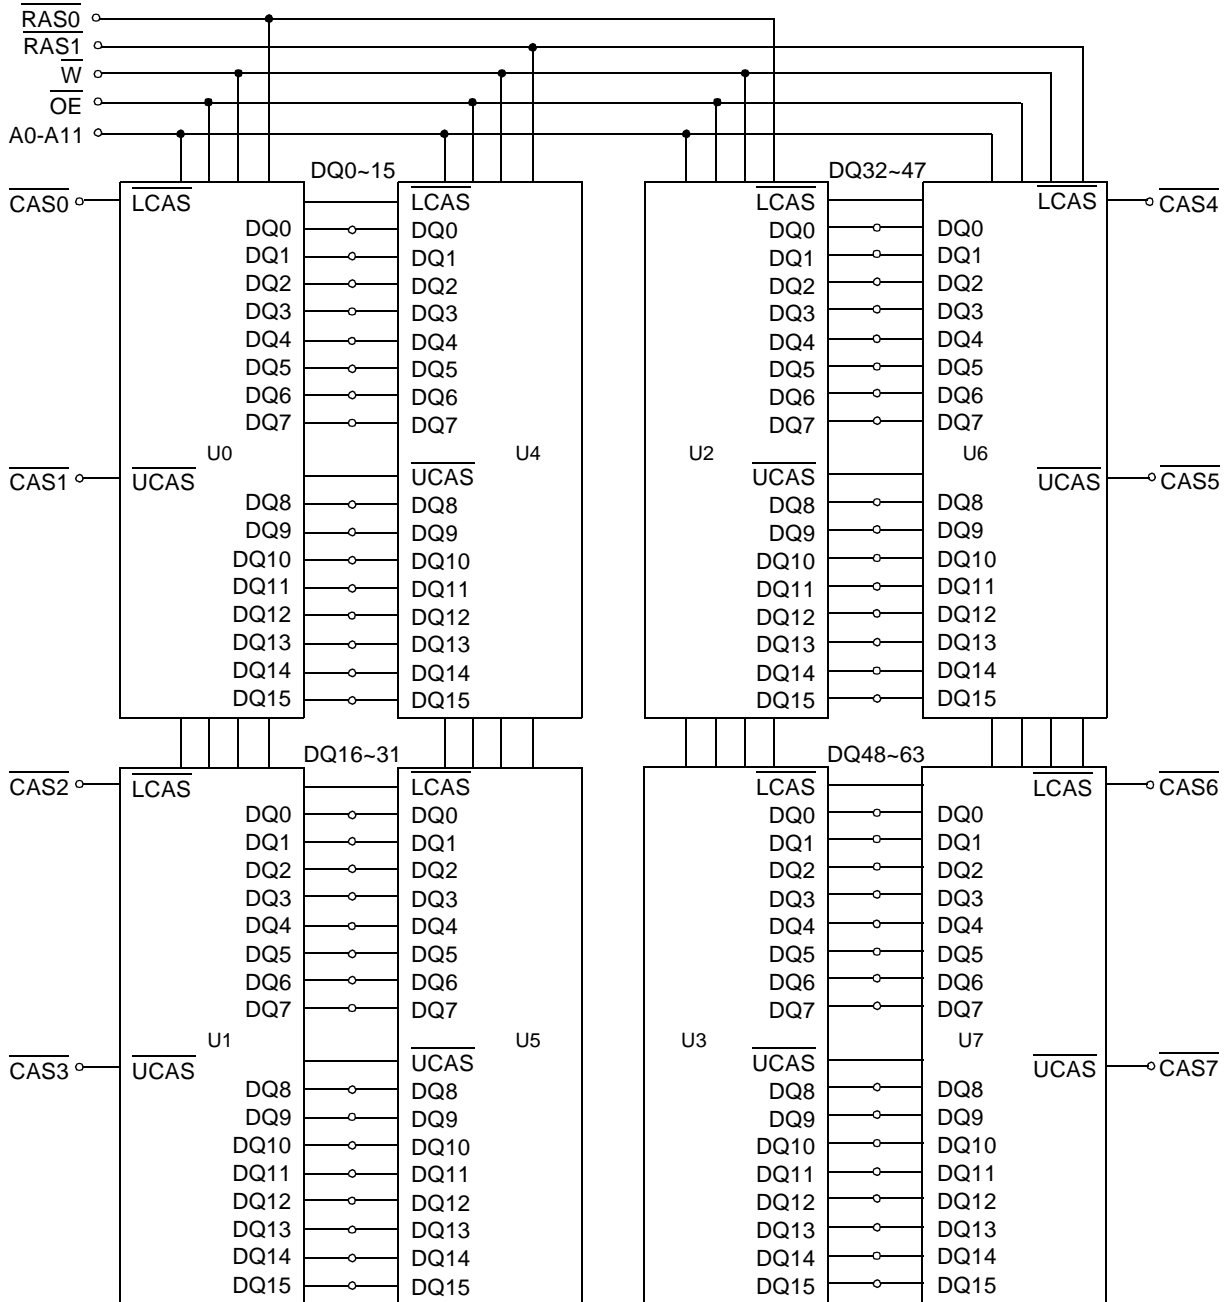 RAS0
RAS1
W
OE
A0-A11
DQ0~15 DQ32~47
CAS0 LCAS LCAS LCAS LCAS CAS4
DQ0 DQ0 DQ0 DQ0
DQ1 DQ1 DQ1 DQ1
DQ2 DQ2 DQ2 DQ2
DQ3 DQ3 DQ3 DQ3
DQ4 DQ4 DQ4 DQ4
DQ5 DQ5 DQ5 DQ5
DQ6 DQ6 DQ6 DQ6
DQ7 DQ7 DQ7 DQ7
U0 U4 U2 U6
CAS1 UCAS UCAS UCAS UCAS CAS5
DQ8 DQ8 DQ8 DQ8
DQ9 DQ9 DQ9 DQ9
DQ10 DQ10 DQ10 DQ10
DQ11 DQ11 DQ11 DQ11
DQ12 DQ12 DQ12 DQ12
DQ13 DQ13 DQ13 DQ13
DQ14 DQ14 DQ14 DQ14
DQ15 DQ15 DQ15 DQ15
DQ16~31 DQ48~63
CAS2 LCAS LCAS LCAS LCAS CAS6
DQ0 DQ0 DQ0 DQ0
DQ1 DQ1 DQ1 DQ1
DQ2 DQ2 DQ2 DQ2
DQ3 DQ3 DQ3 DQ3
DQ4 DQ4 DQ4 DQ4
DQ5 DQ5 DQ5 DQ5
DQ6 DQ6 DQ6 DQ6
DQ7 DQ7 DQ7 DQ7
U1 U5 U3 U7
CAS3 UCAS UCAS UCAS UCAS CAS7
DQ8 DQ8 DQ8 DQ8
DQ9 DQ9 DQ9 DQ9
DQ10 DQ10 DQ10 DQ10
DQ11 DQ11 DQ11 DQ11
DQ12 DQ12 DQ12 DQ12
DQ13 DQ13 DQ13 DQ13
DQ14 DQ14 DQ14 DQ14
DQ15 DQ15 DQ15 DQ15